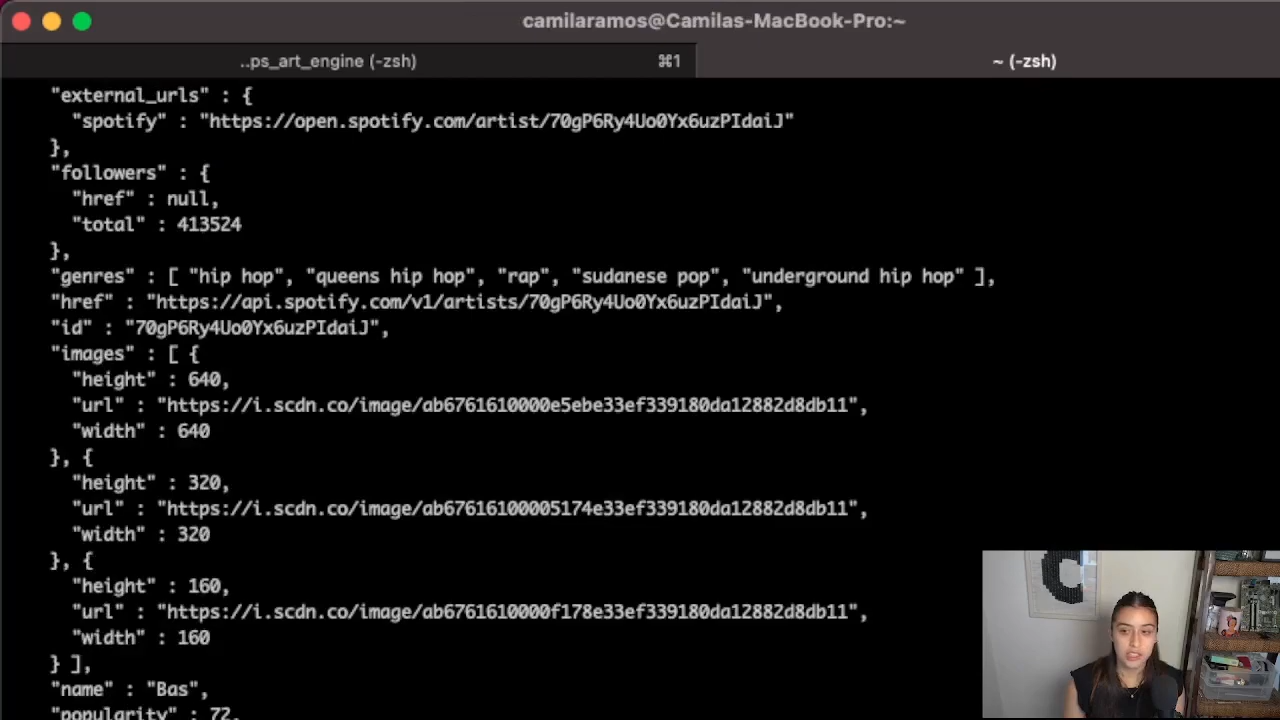 camilaramos@Camilas-MacBook-Pro:~
..ps_art_engine (-zsh) ⌘1 ~ (-zsh)
"external_urls" : {
"spotify" : "https://open.spotify.com/artist/70gP6Ry4Uo0Yx6uzPIdaiJ"
},
"followers" : {
"href" : null,
"total" : 413524
},
"genres" : [ "hip hop", "queens hip hop", "rap", "sudanese pop", "underground hip hop" ],
"href" : "https://api.spotify.com/v1/artists/70gP6Ry4Uo0Yx6uzPIdaiJ",
"id" : "70gP6Ry4Uo0Yx6uzPIdaiJ",
"images" : [ {
"height" : 640,
"url" : "https://i.scdn.co/image/ab6761610000e5ebe33ef339180da12882d8db11",
"width" : 640
}, {
"height" : 320,
"url" : "https://i.scdn.co/image/ab67616100005174e33ef339180da12882d8db11",
"width" : 320
}, {
"height" : 160,
"url" : "https://i.scdn.co/image/ab6761610000f178e33ef339180da12882d8db11",
"width" : 160
} ],
"name" : "Bas",
"popularity" : 72,